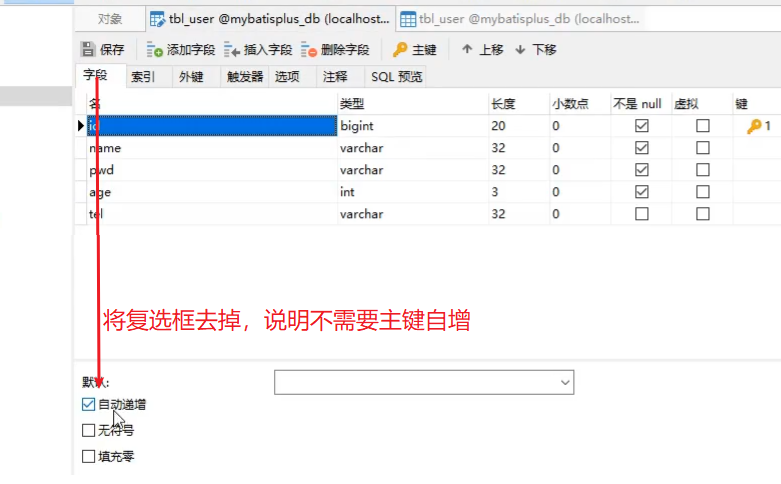 对象 tbl_user @mybatisplus_db (localhost... tbl_user @mybatisplus_db (localhost...
保存 添加字段 插入字段 删除字段 主键 上移 下移
字段 索引 外键 触发器 选项 注释 SQL 预览
名 类型 长度 小数点 不是 null 虚拟 键
id bigint 20 0 1
name varchar 32 0
pwd varchar 32 0
age int 3 0
tel varchar 32 0
将复选框去掉，说明不需要主键自增
默认:
自动递增
无符号
填充零